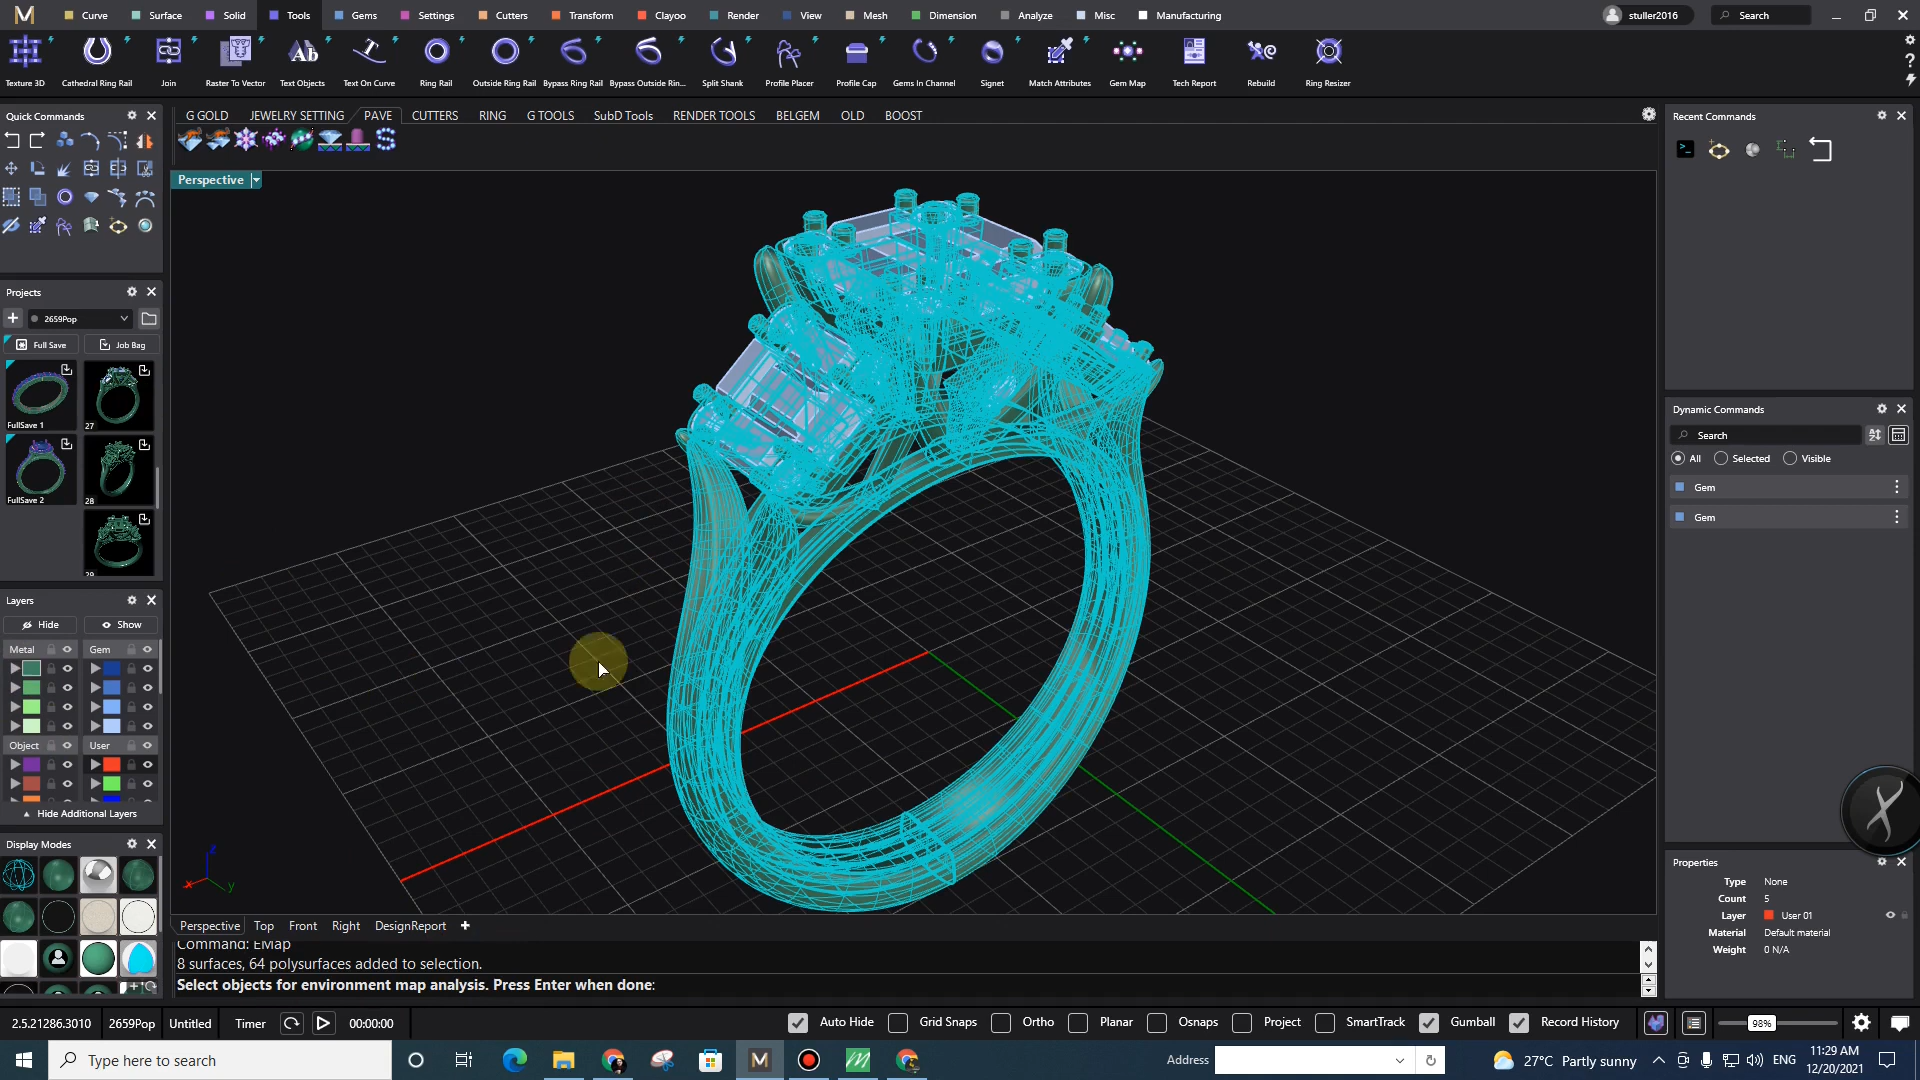 Curve Surface Solid Tools Gems Settings Cutters Transform Clayoo Render View Mesh Dimension Analyze Misc Manufacturing stuller2016 Search
Texture 3D Cathedral Ring Rail Join Raster To Vector Text Objects Text On Curve Ring Rail Outside Ring Rail Bypass Ring Rail Bypass Outside Rin... Split Shank Profile Placer Profile Cap Gems In Channel Signet Match Attributes Gem Map Tech Report Rebuild Ring Resizer
Quick Commands
G GOLD JEWELRY SETTING PAVE CUTTERS RING G TOOLS SubD Tools RENDER TOOLS BELGEM OLD BOOST
Recent Commands
Perspective
Projects
2659Pop
Full Save Job Bag
FullSave 1 27
FullSave 2 28
29
Dynamic Commands
Search
All Selected Visible
Gem
Gem
Layers
Hide Show
Metal Gem
Object User
Hide Additional Layers
Display Modes
z
x y
Properties
Type None
Count 5
Layer User 01
Material Default material
Weight 0 N/A
Perspective Top Front Right DesignReport
Command: EMap
8 surfaces, 64 polysurfaces added to selection.
Select objects for environment map analysis. Press Enter when done:
2.5.21286.3010 2659Pop Untitled Timer 00:00:00 Auto Hide Grid Snaps Ortho Planar Osnaps Project SmartTrack Gumball Record History 98%
Type here to search Address 27°C Partly sunny ENG 11:29 AM
12/20/2021